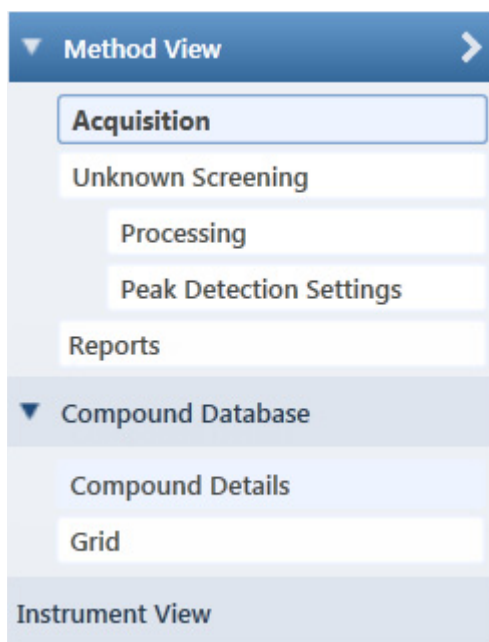 Method View
Acquisition
Unknown Screening
Processing
Peak Detection Settings
Reports
Compound Database
Compound Details
Grid
Instrument View